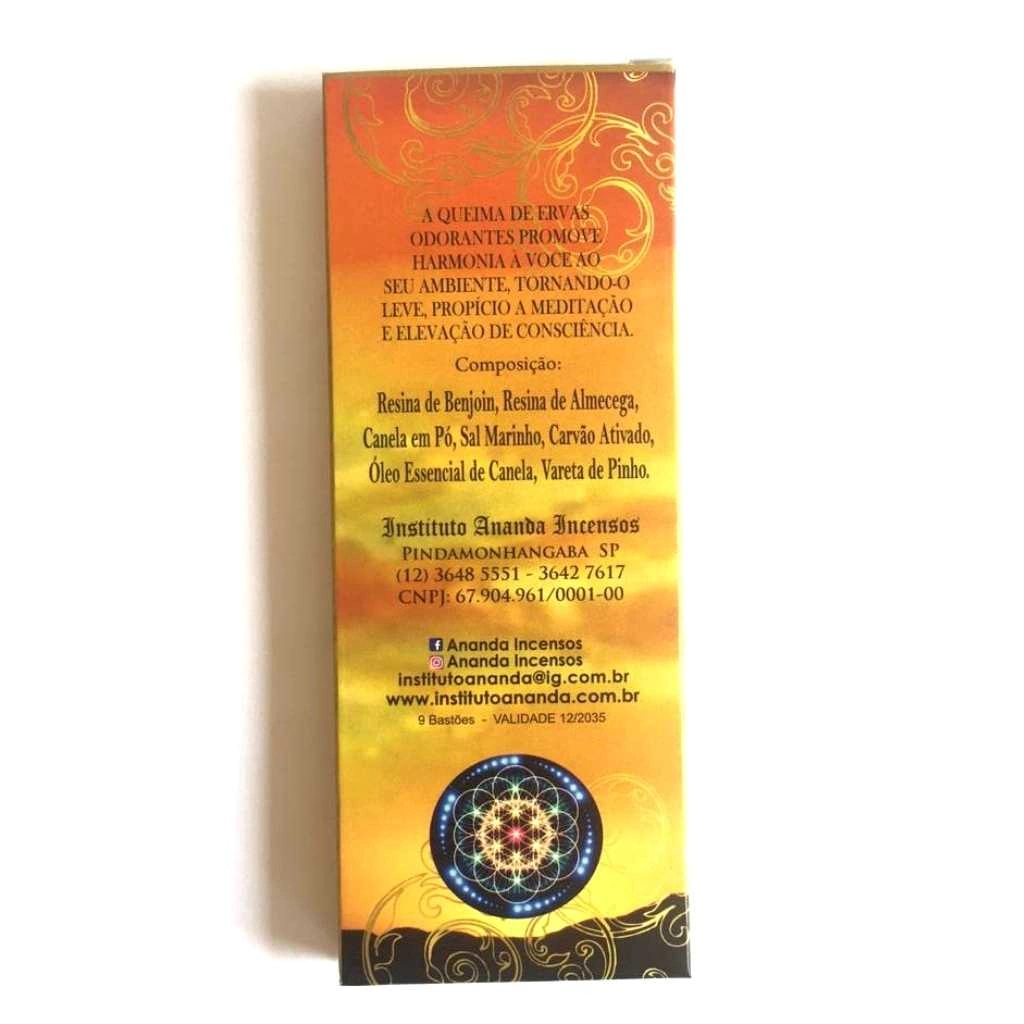 A QUEIMA DE ERVAS
ODORANTES PROMOVE
HARMONIA À VOCE AO
SEU AMBIENTE, TORNANDO-O
LEVE, PROPÍCIO A MEDITAÇÃO
E ELEVAÇÃO DE CONSCIÊNCIA.
Composição:
Resina de Benjoin, Resina de Almecega,
Canela em Pó, Sal Marinho, Carvão Ativado,
Óleo Essencial de Canela, Vareta de Pinho.
Instituto Ananda Incensos
PINDAMONHANGABA SP
(12) 3648 5551 - 3642 7617
CNPJ: 67.904.961/0001-00
Ananda Incensos
Ananda Incensos
institutoananda@ig.com.br
www.institutoananda.com.br
9 Bastões - VALIDADE 12/2035